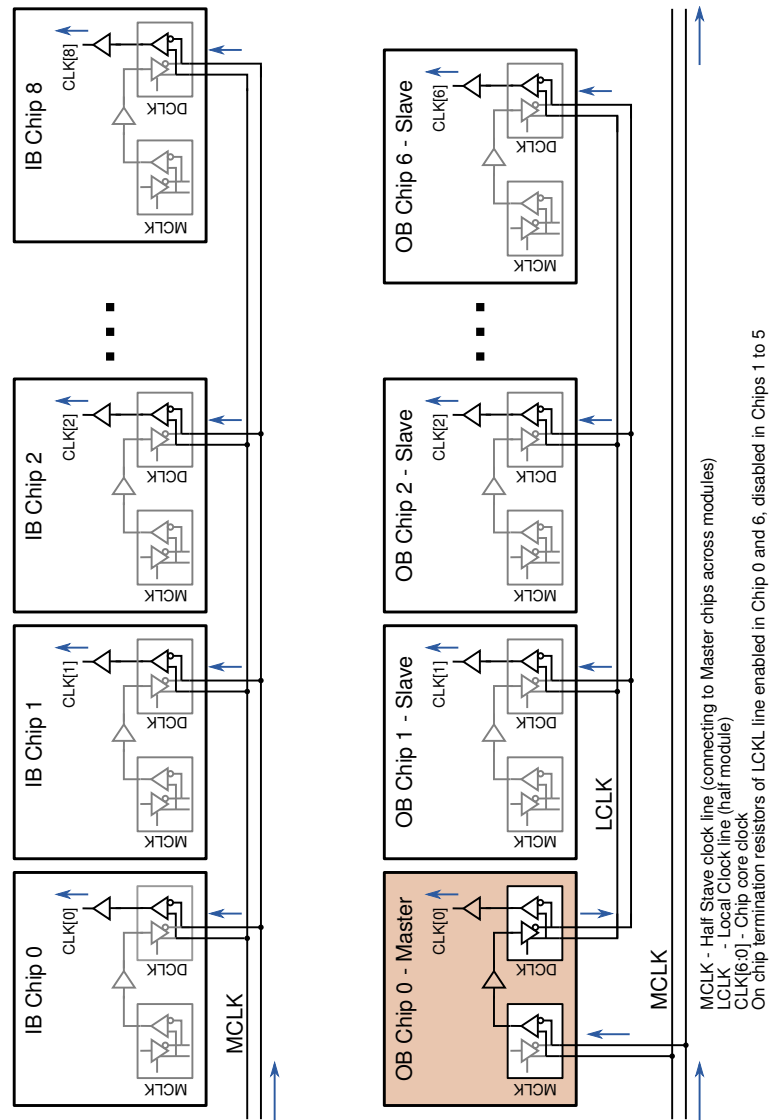 IB Chip 0
CLK[0]
DCLK
MCLK
MCLK
IB Chip 1
CLK[1]
DCLK
MCLK
IB Chip 2
CLK[2]
DCLK
MCLK
IB Chip 8
CLK[8]
DCLK
MCLK
OB Chip 0 - Master
CLK[0]
DCLK
MCLK
MCLK
LCLK
OB Chip 1 - Slave
CLK[1]
DCLK
MCLK
OB Chip 2 - Slave
CLK[2]
DCLK
MCLK
OB Chip 6 - Slave
CLK[6]
DCLK
MCLK
MCLK - Half Stave clock line (connecting to Master chips across modules)
LCLK - Local Clock line (half module)
CLK[6:0] - Chip core clock
On chip termination resistors of LCKL line enabled in Chip 0 and 6, disabled in Chips 1 to 5